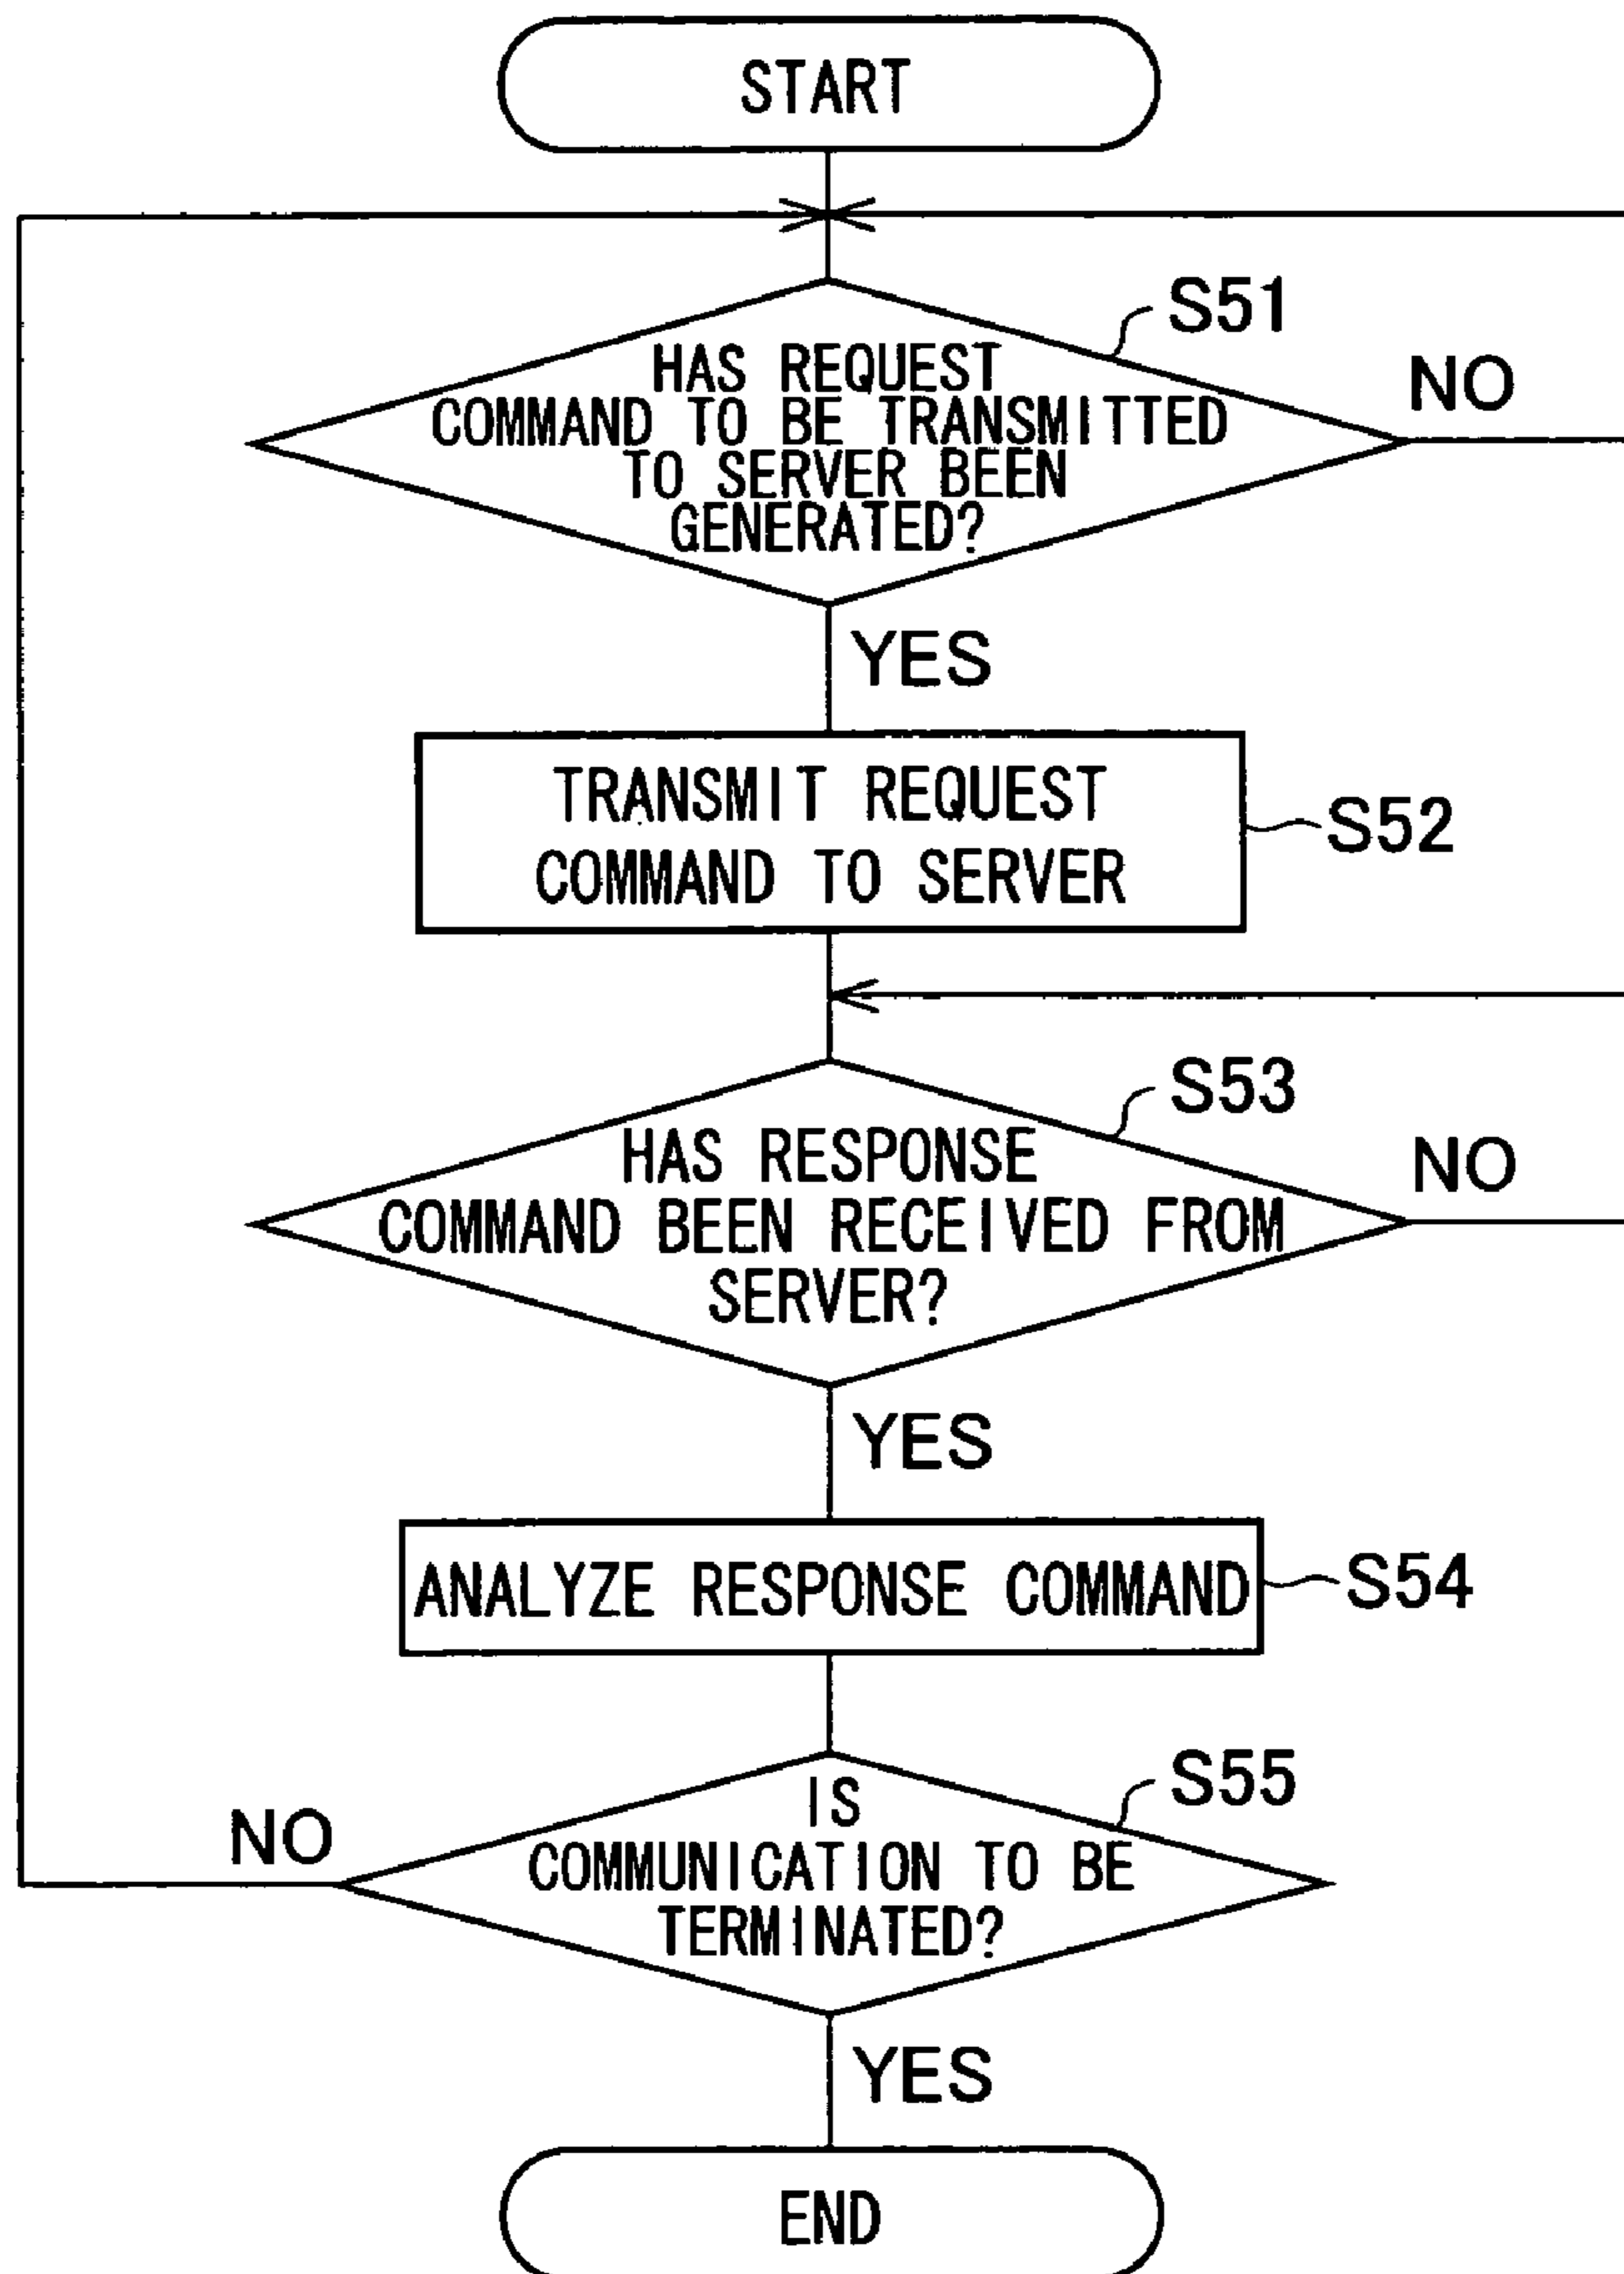 START
S51
HAS REQUEST
COMMAND TO BE TRANSMITTED
TO SERVER BEEN
GENERATED?
NO
YES
TRANSMIT REQUEST
COMMAND TO SERVER
S52
S53
HAS RESPONSE
COMMAND BEEN RECEIVED FROM
SERVER?
NO
YES
ANALYZE RESPONSE COMMAND
S54
S55
IS
COMMUNICATION TO BE
TERMINATED?
NO
YES
END